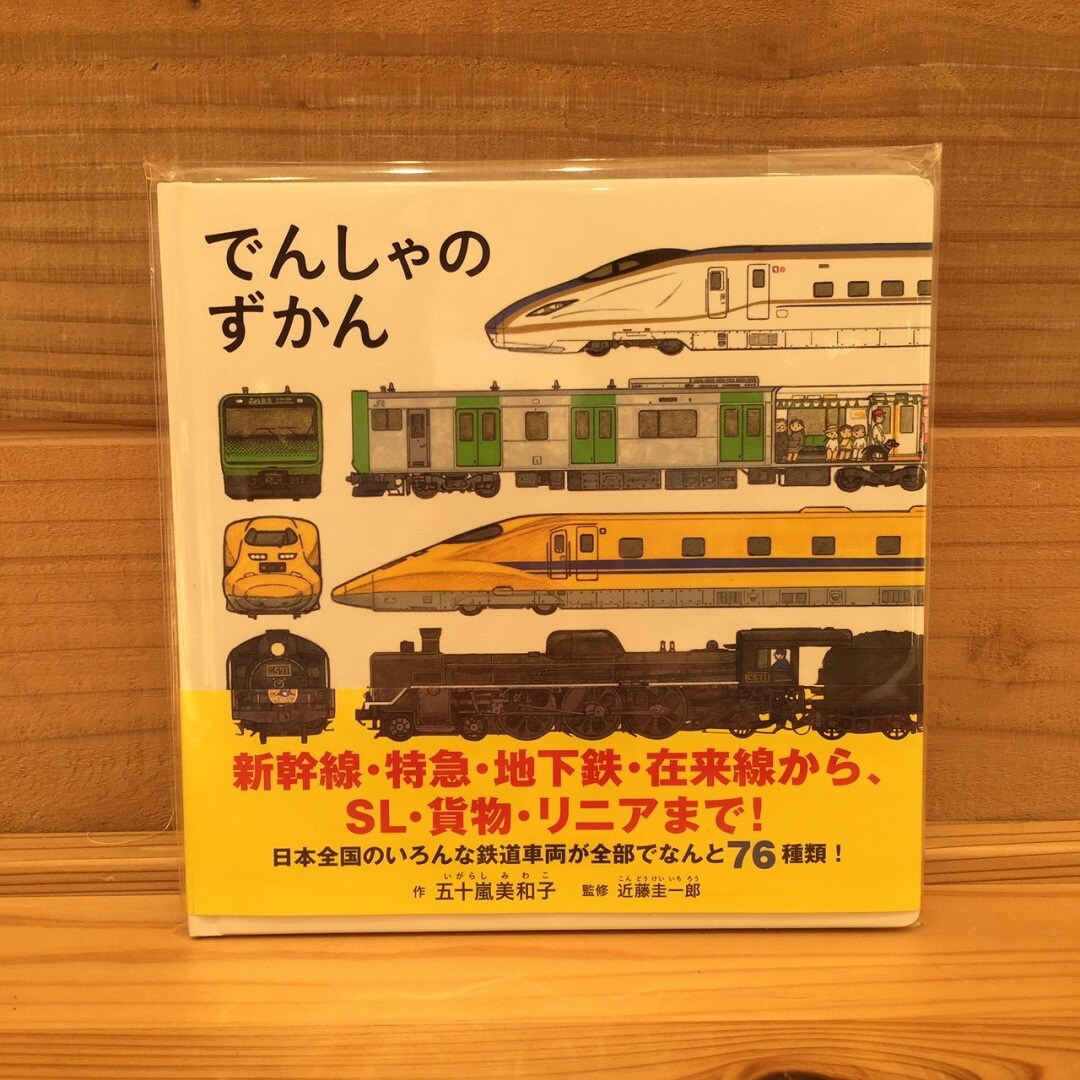 でんしゃの
ずかん
JR
C571
C571
新幹線・特急・地下鉄・在来線から、
SL・貨物・リニアまで!
日本全国のいろんな鉄道車両が全部でなんと76種類!
いがらし みわこ
こんどうけいいちろう
作 五十嵐美和子 監修 近藤圭一郎